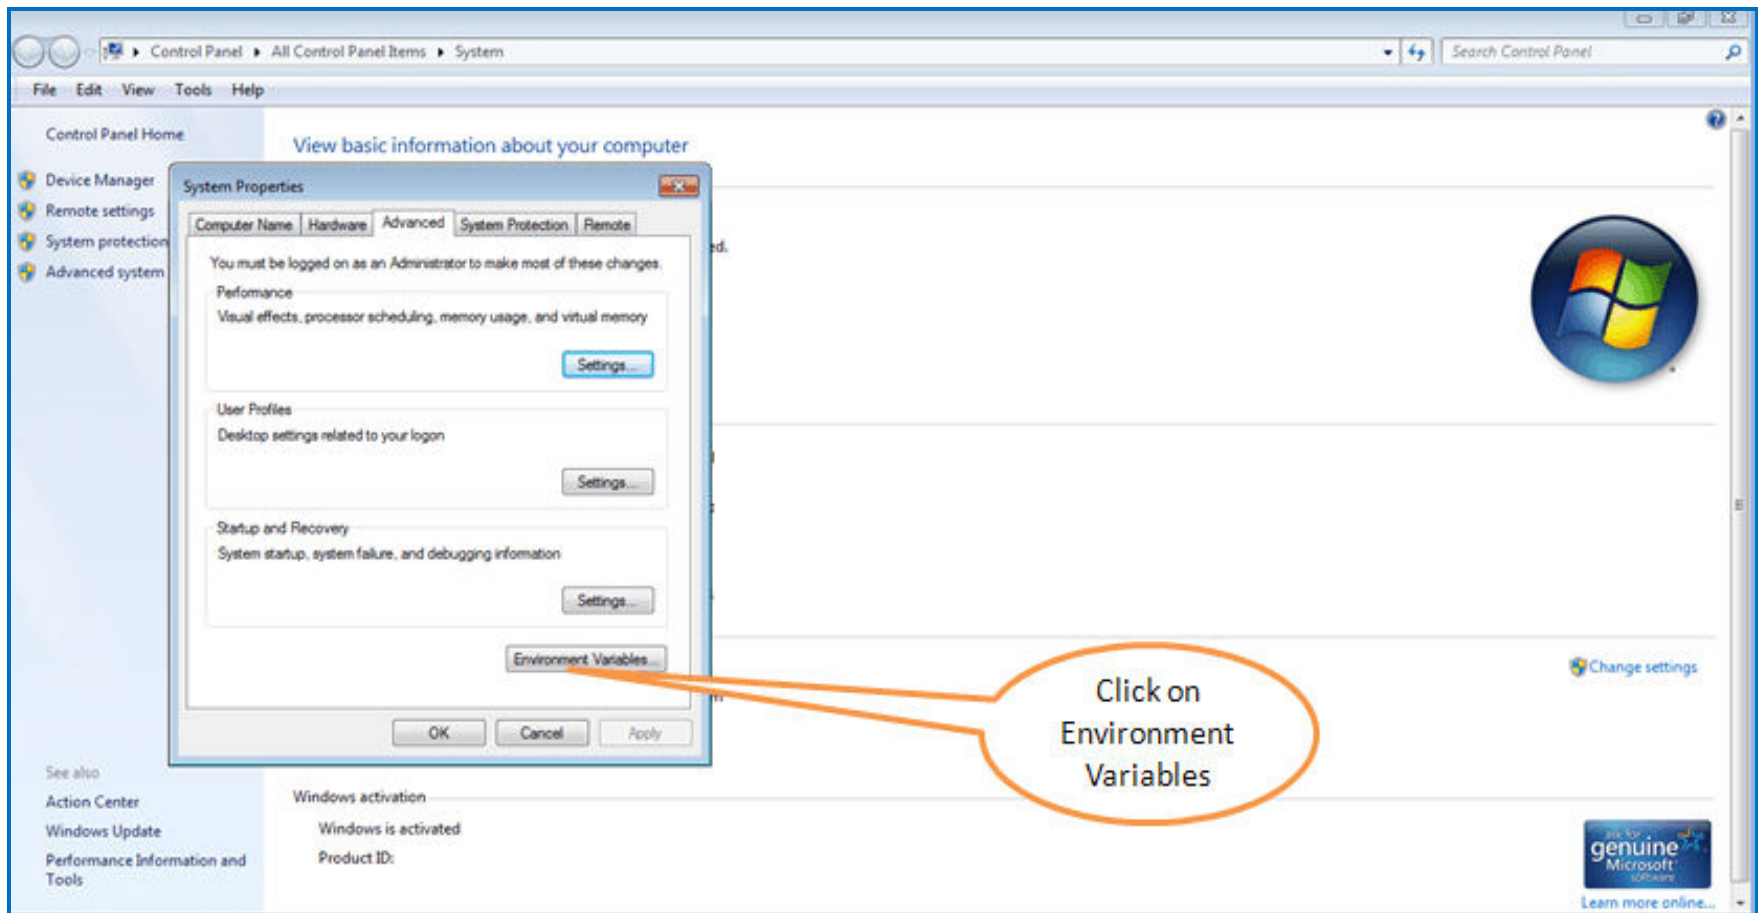 Control Panel All Control Panel Items System
Search Control Panel
File Edit View Tools Help
Control Panel Home
Device Manager
Remote settings
System protection
Advanced system
See also
Action Center
Windows Update
Performance Information and
Tools
View basic information about your computer
System Properties
Computer Name Hardware Advanced System Protection Remote
You must be logged on as an Administrator to make most of these changes.
Performance
Visual effects, processor scheduling, memory usage, and virtual memory
Settings...
User Profiles
Desktop settings related to your logon
Settings...
Startup and Recovery
System startup, system failure, and debugging information
Settings...
Environment Variables...
OK Cancel Apply
ed.
Change settings
Click on
Environment
Variables
Windows activation
Windows is activated
Product ID:
ask for
genuine
Microsoft
software
Learn more online...